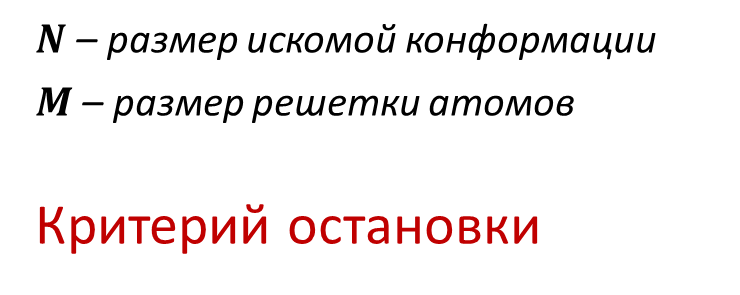 N – размер искомой конформации
M – размер решетки атомов
Критерий остановки